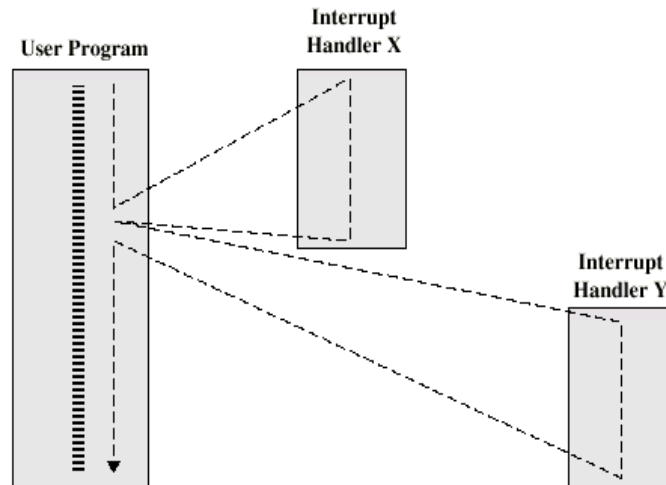 User Program
Interrupt
Handler X
Interrupt
Handler Y